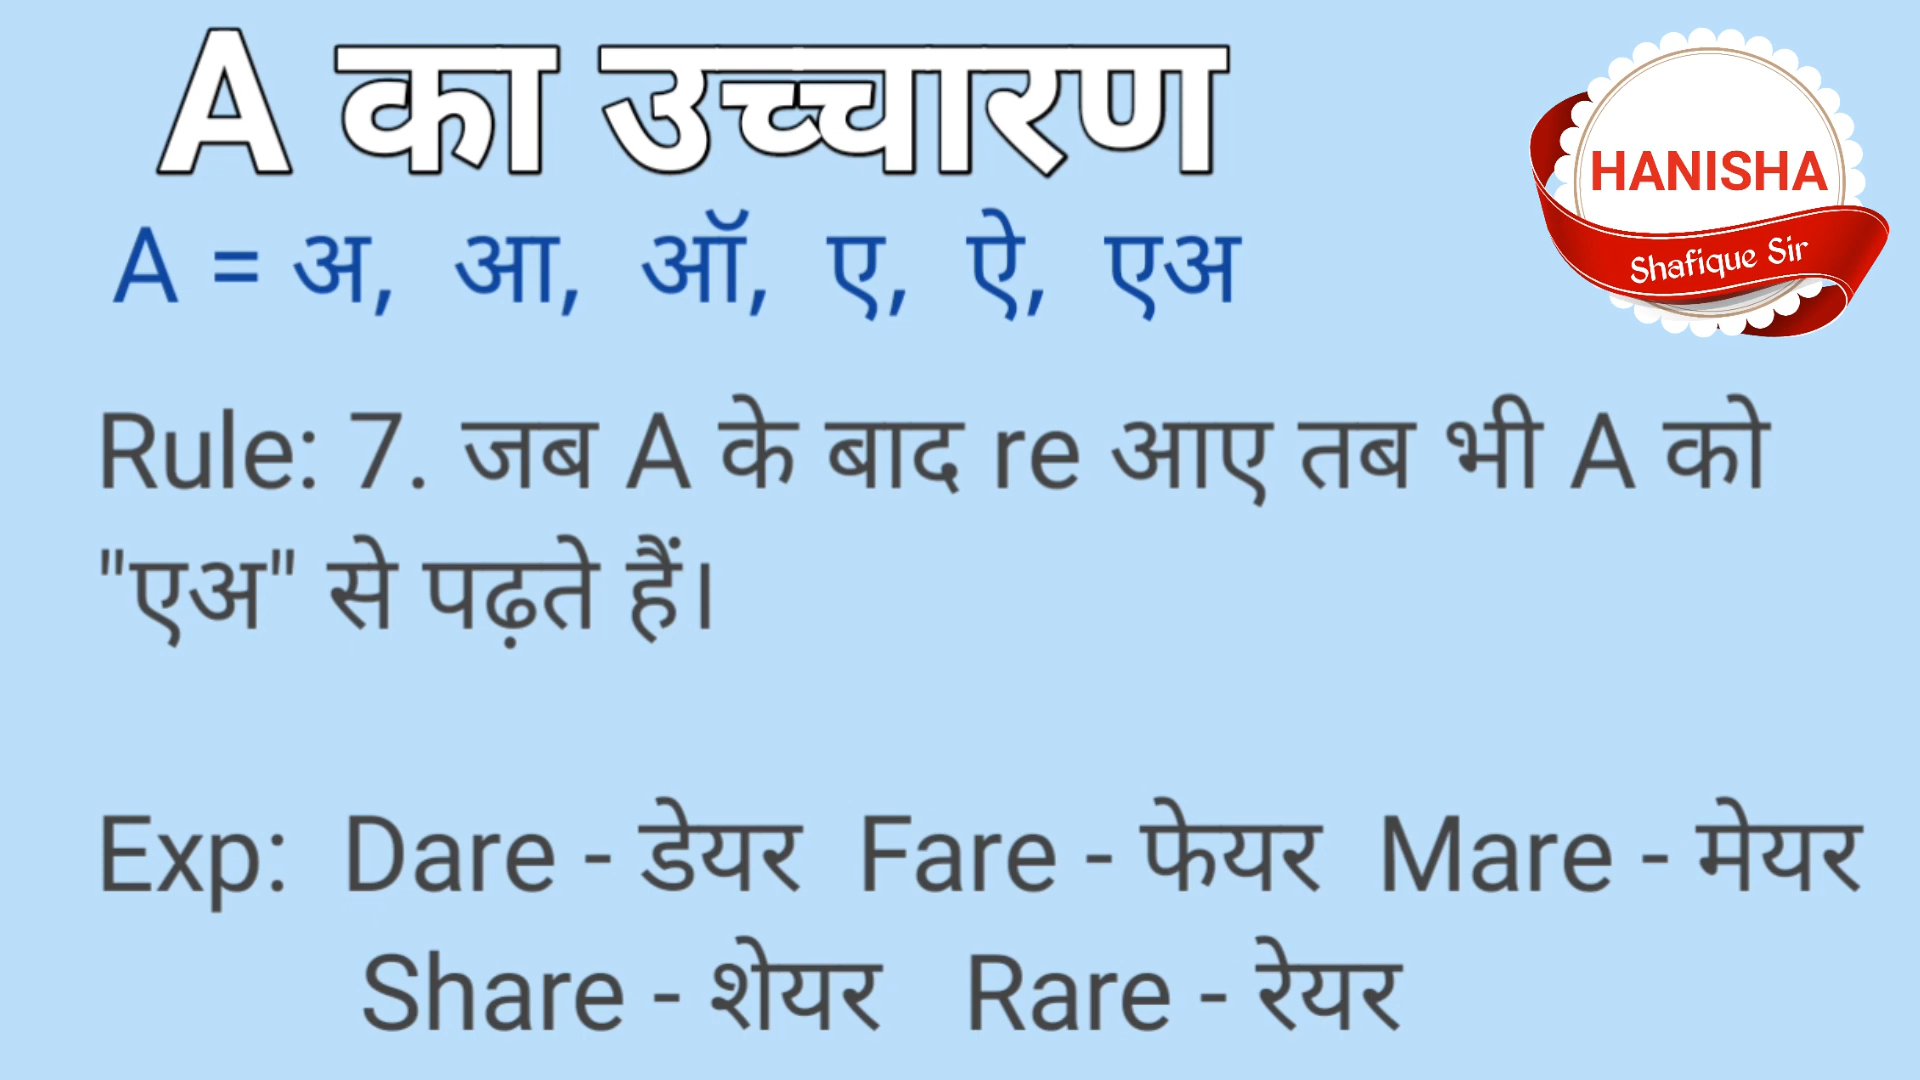 A का उच्चारण
A = अ, आ, ऑ, ए, ऐ, एअ
HANISHA
Shafique Sir
Rule: 7. जब A के बाद re आए तब भी A को
"एअ" से पढ़ते हैं।
Exp: Dare - डेयर Fare - फेयर Mare - मेयर
Share - शेयर Rare - रेयर